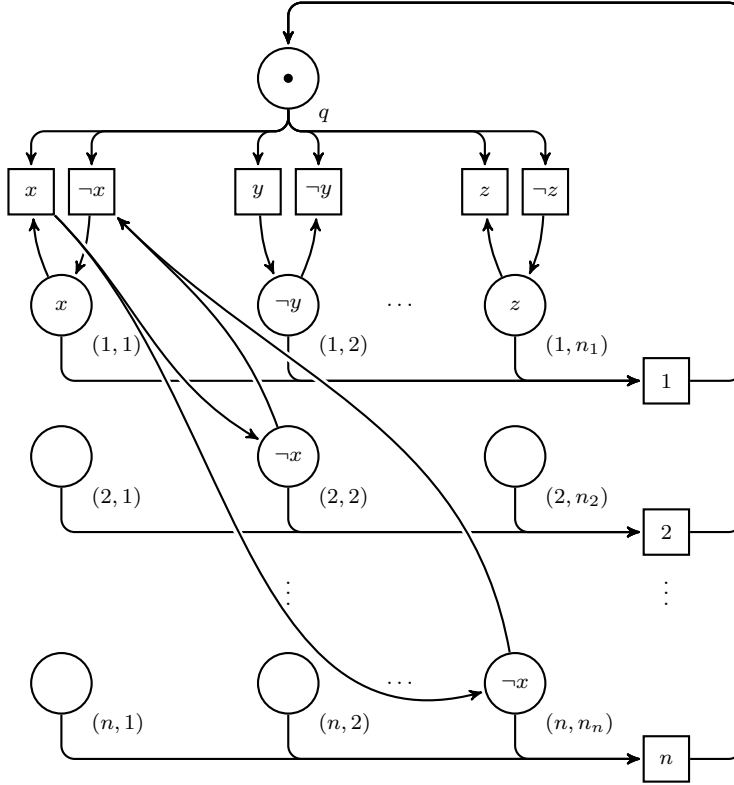 q
x ¬x y ¬y z ¬z
x ¬y … z
(1, 1) (1, 2) (1, n₁)
1
¬x
(2, 1) (2, 2) (2, n₂)
2
⋮ ⋮
… ¬x
(n, 1) (n, 2) (n, nₙ)
n